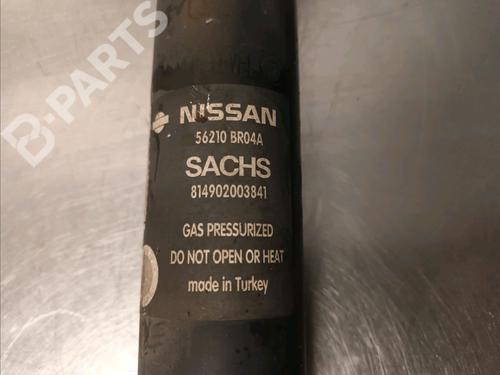 B-PARTS
NISSAN
56210 BR04A
SACHS
814902003841
GAS PRESSURIZED
DO NOT OPEN OR HEAT
made in Turkey